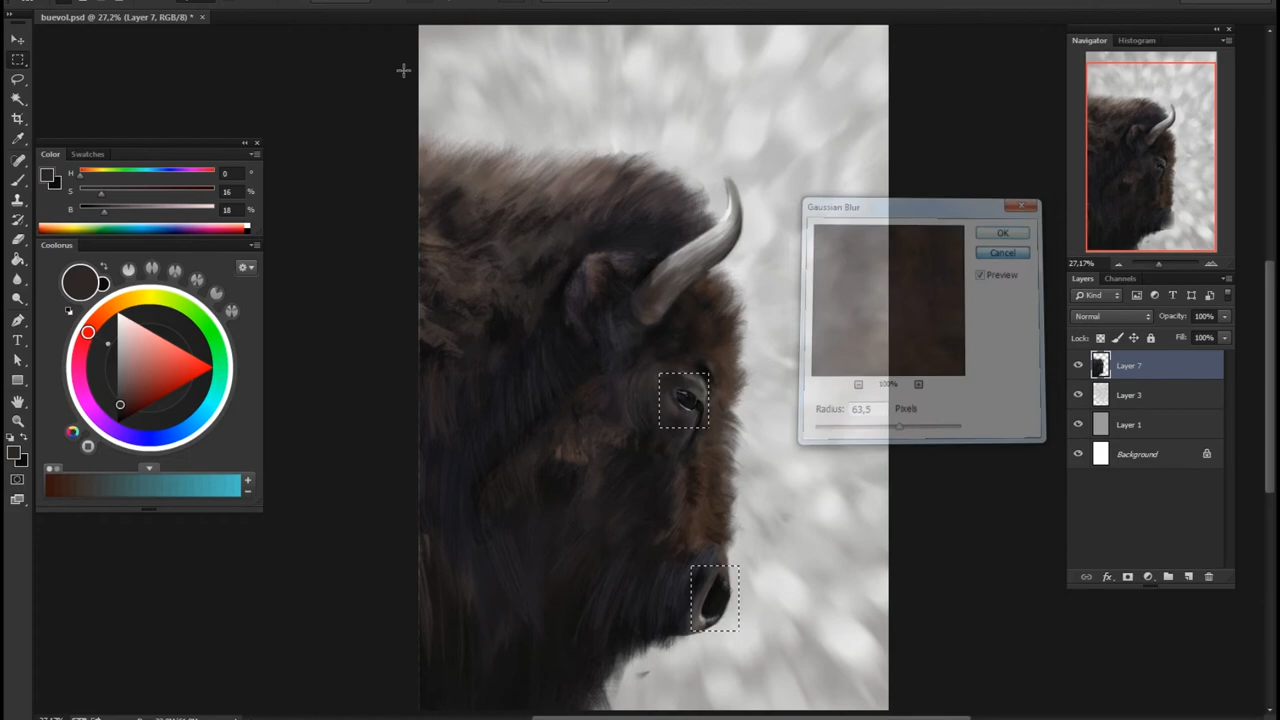 buevol.psd @ 27,2% (Layer 7, RGB/8) *
Color
Swatches
H
0
°
S
16
%
B
18
%
Coolorus
Gaussian Blur
OK
Cancel
Preview
100%
Radius:
63,5
Pixels
Navigator
Histogram
27,17%
Layers
Channels
Kind
Normal
Opacity:
100%
Lock:
Fill:
100%
Layer 7
Layer 3
Layer 1
Background